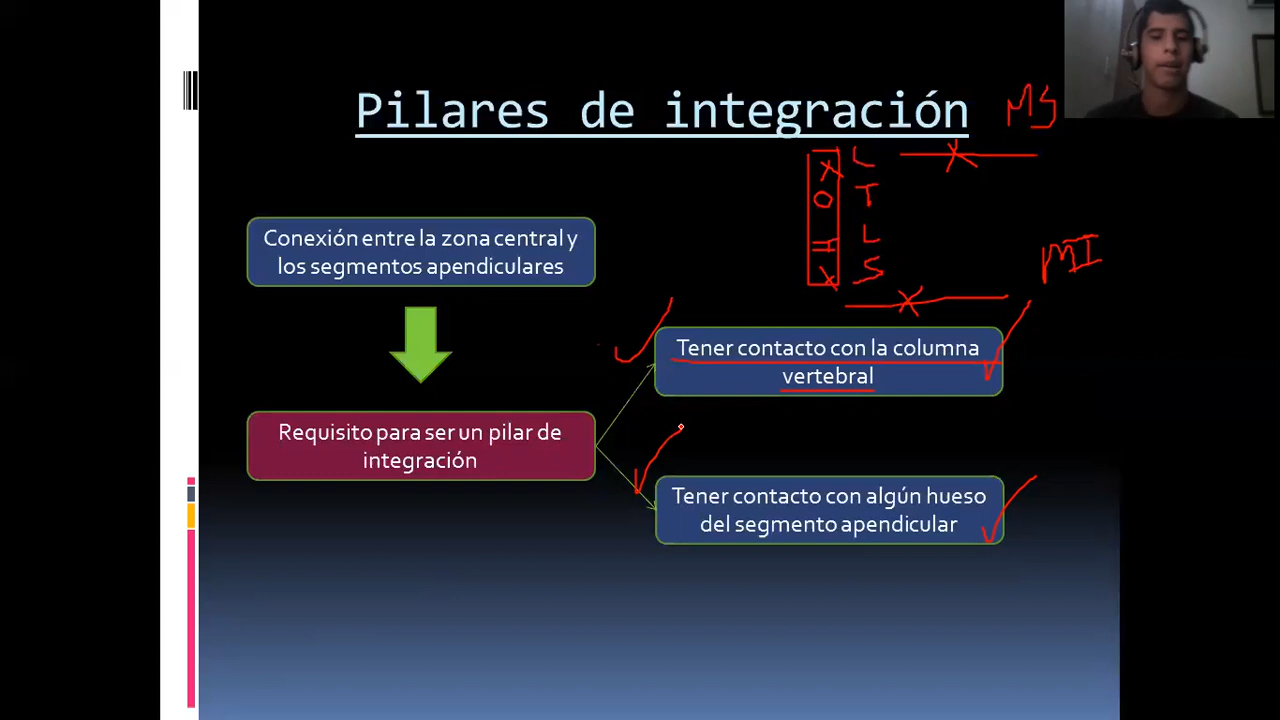 Pilares de integración
MS
L
T
L
S
MI
Conexión entre la zona central y
los segmentos apendiculares
Tener contacto con la columna
vertebral
Requisito para ser un pilar de
integración
Tener contacto con algún hueso
del segmento apendicular